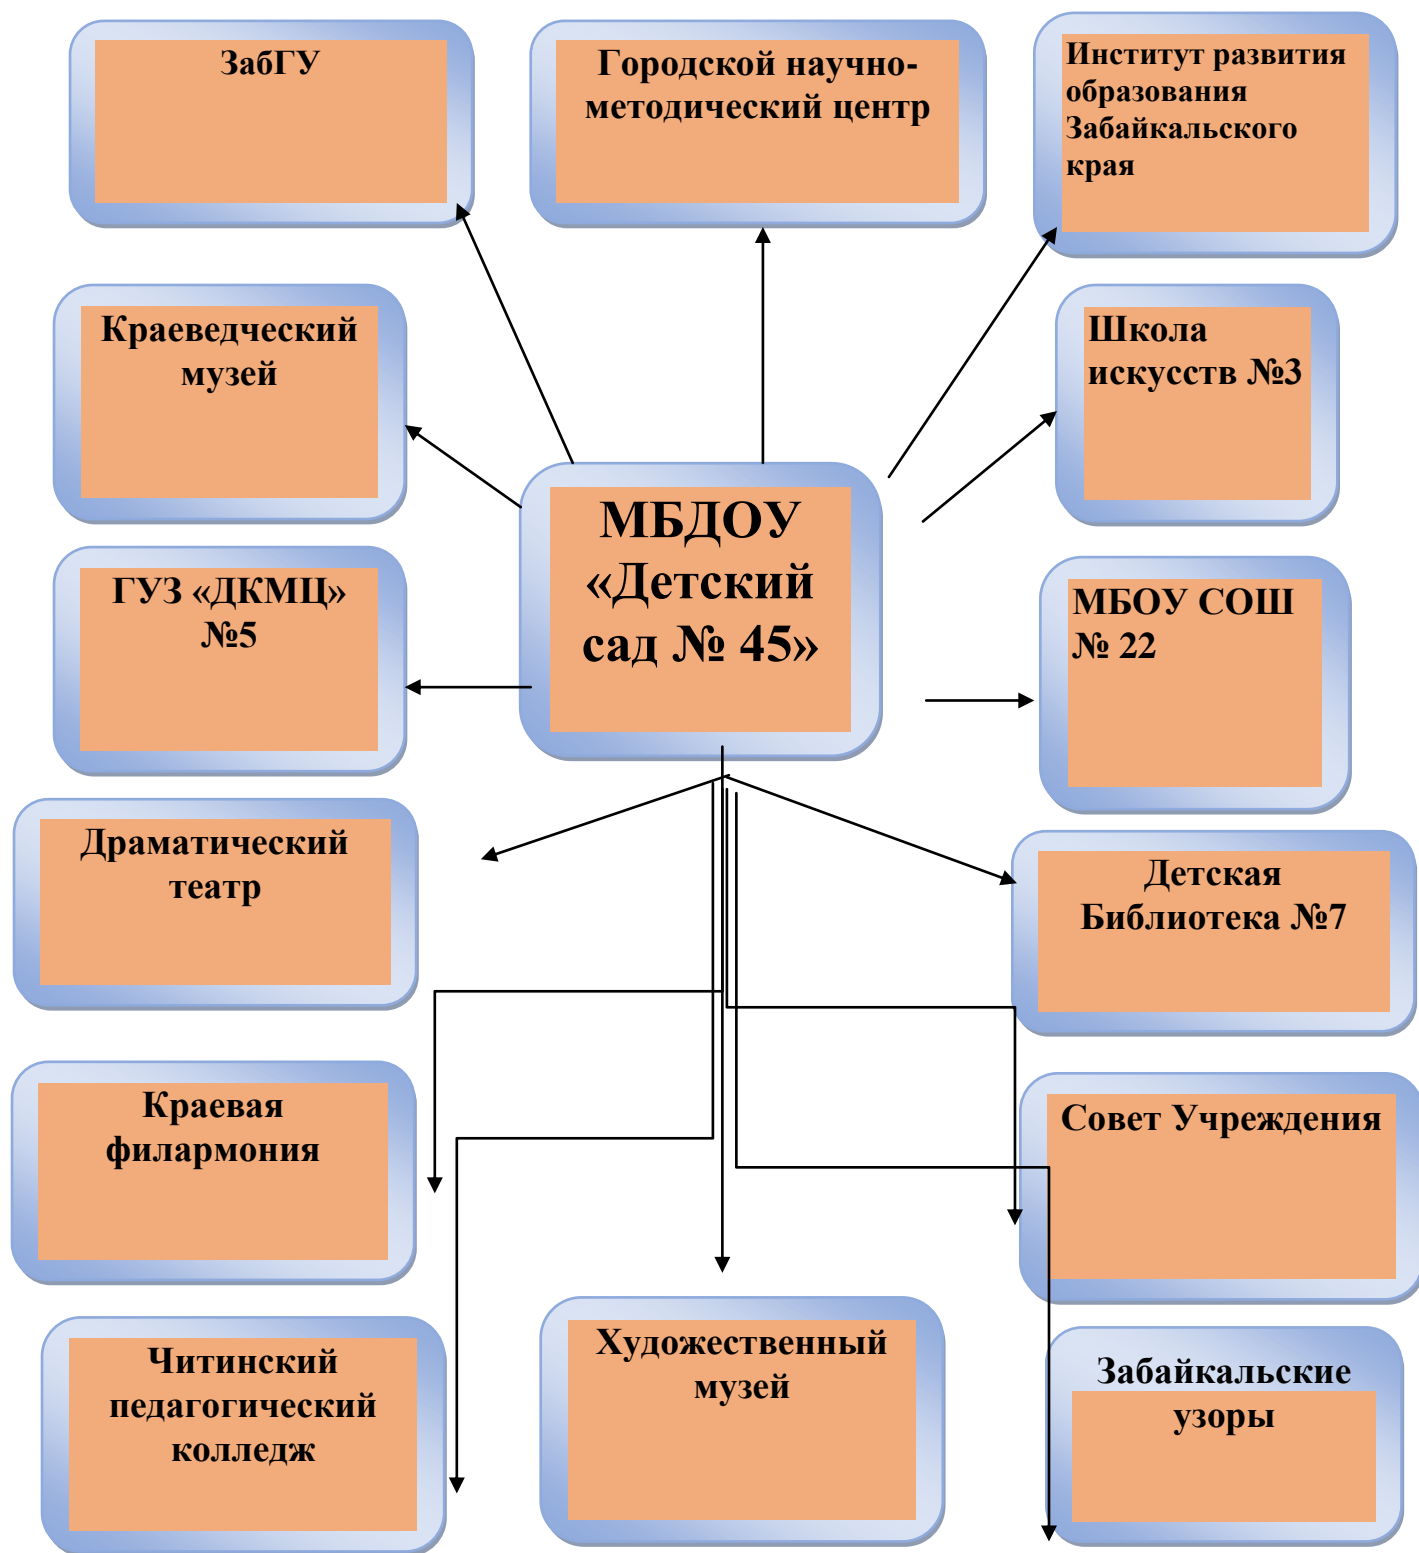 ЗабГУ
Городской научно-
методический центр
Институт развития
образования
Забайкальского
края
Краеведческий
музей
Школа
искусств №3
МБДОУ
«Детский
сад № 45»
ГУЗ «ДКМЦ»
№5
МБОУ СОШ
№ 22
Драматический
театр
Детская
Библиотека №7
Краевая
филармония
Совет Учреждения
Читинский
педагогический
колледж
Художественный
музей
Забайкальские
узоры